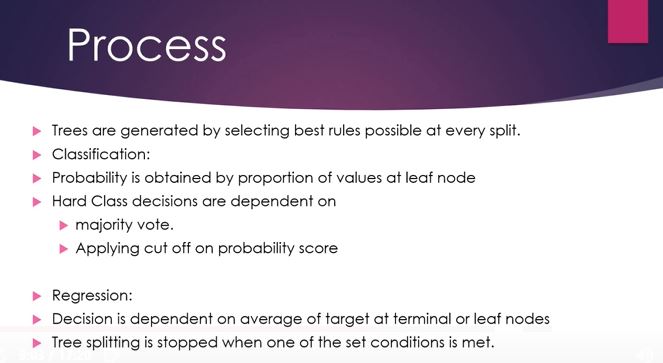 Process
Trees are generated by selecting best rules possible at every split.
Classification:
Probability is obtained by proportion of values at leaf node
Hard Class decisions are dependent on
majority vote.
Applying cut off on probability score
Regression:
Decision is dependent on average of target at terminal or leaf nodes
Tree splitting is stopped when one of the set conditions is met.